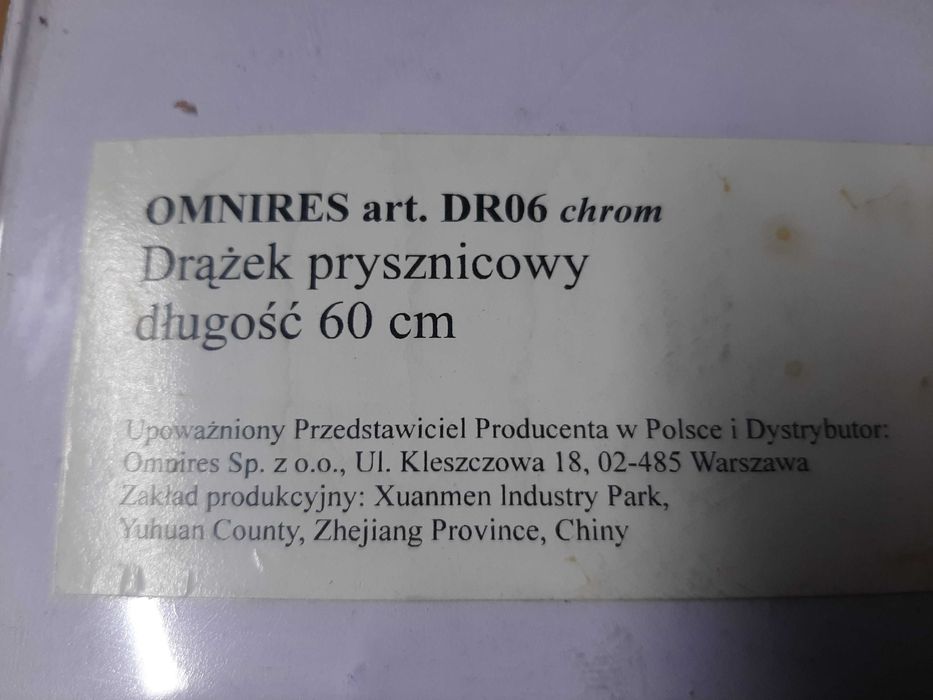 OMNIRES art. DR06 chrom
Drążek prysznicowy
długość 60 cm
Upoważniony Przedstawiciel Producenta w Polsce i Dystrybutor:
Omnires Sp. z o.o., Ul. Kleszczowa 18, 02-485 Warszawa
Zakład produkcyjny: Xuanmen Industry Park,
Yuhuan County, Zhejiang Province, Chiny